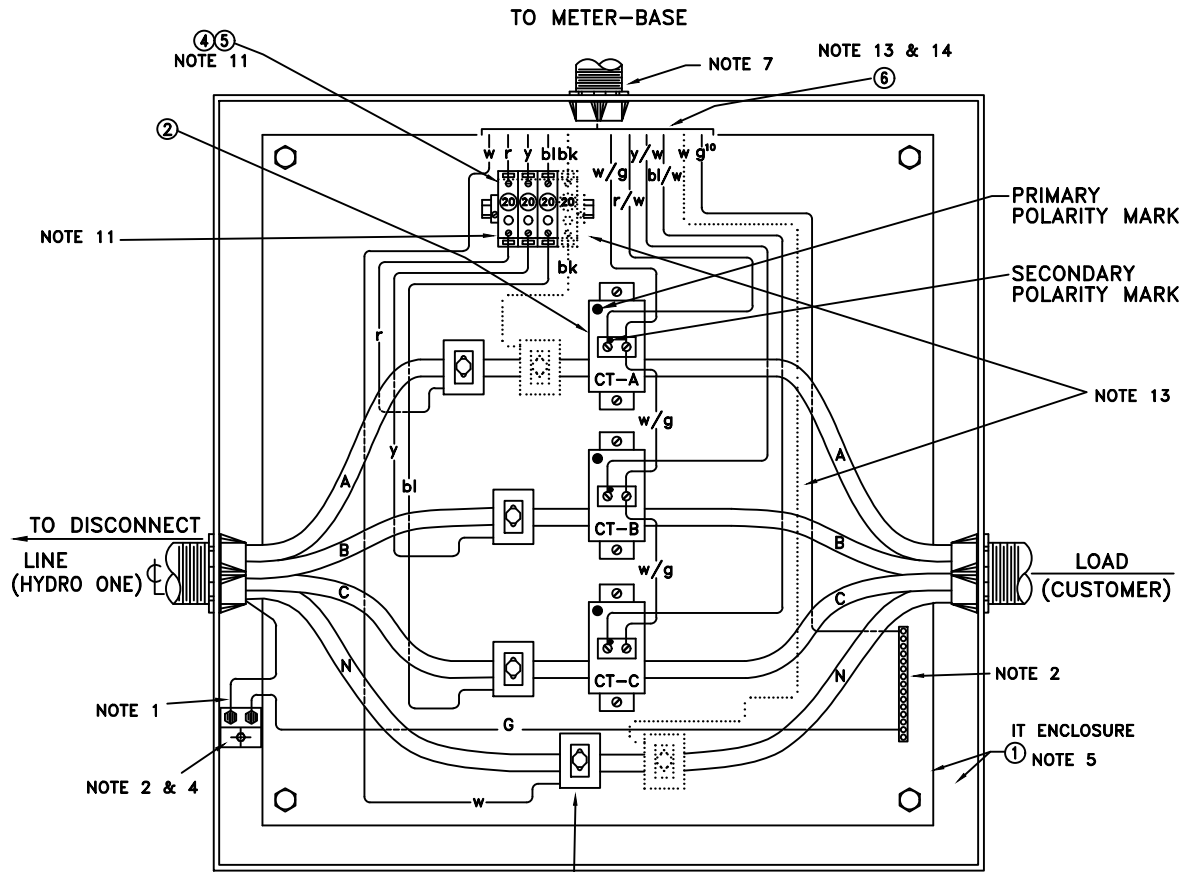 TO METER-BASE
④⑤
NOTE 11
NOTE 7
NOTE 13 & 14
⑥
②
w r y bl bk
w/g
r/w
y/w
bl/w
w g10
20 20 20 20
NOTE 11
bk
PRIMARY
POLARITY MARK
SECONDARY
POLARITY MARK
r
CT-A
NOTE 13
w/g
y
bl
A
A
CT-B
TO DISCONNECT
LINE
(HYDRO ONE)
B
B
w/g
LOAD
(CUSTOMER)
C
C
N
N
CT-C
NOTE 2
NOTE 1
G
IT ENCLOSURE
①
NOTE 5
NOTE 2 & 4
w